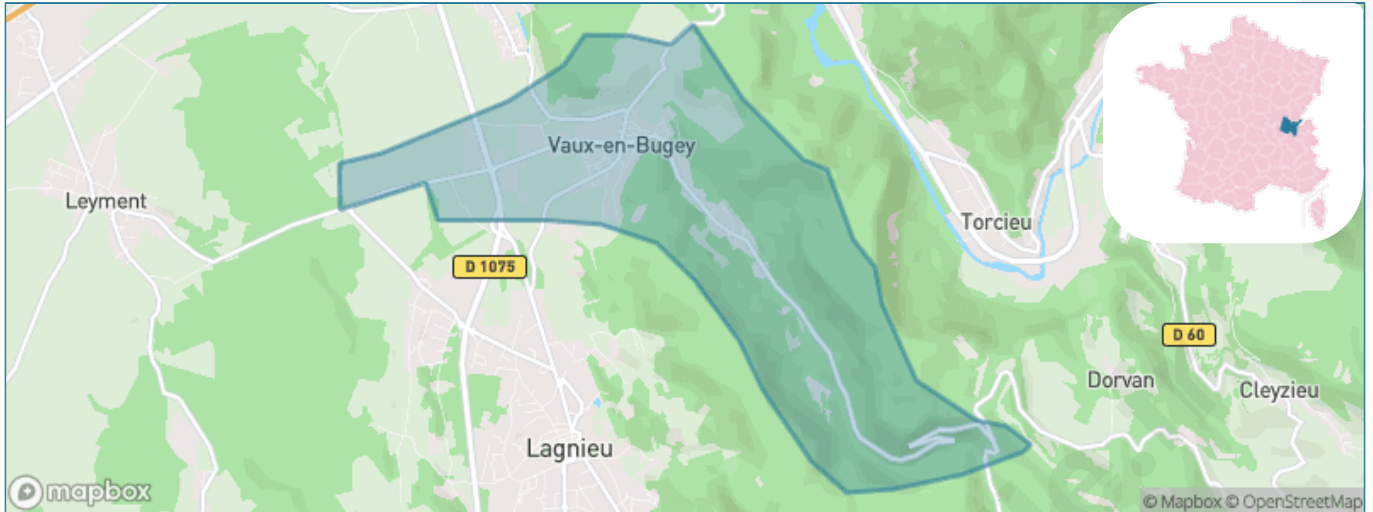 Vaux-en-Bugey
Leyment
Torcieu
D 1075
D 60
Dorvan
Cleyzieu
Lagnieu
mapbox
© Mapbox © OpenStreetMap